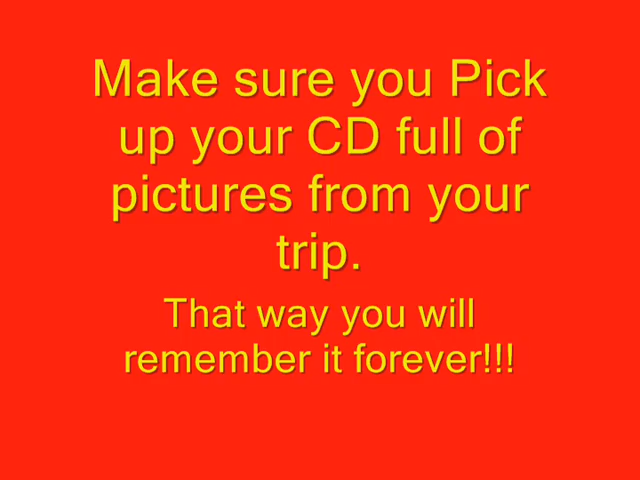 Make sure you Pick
up your CD full of
pictures from your
trip.
That way you will
remember it forever!!!